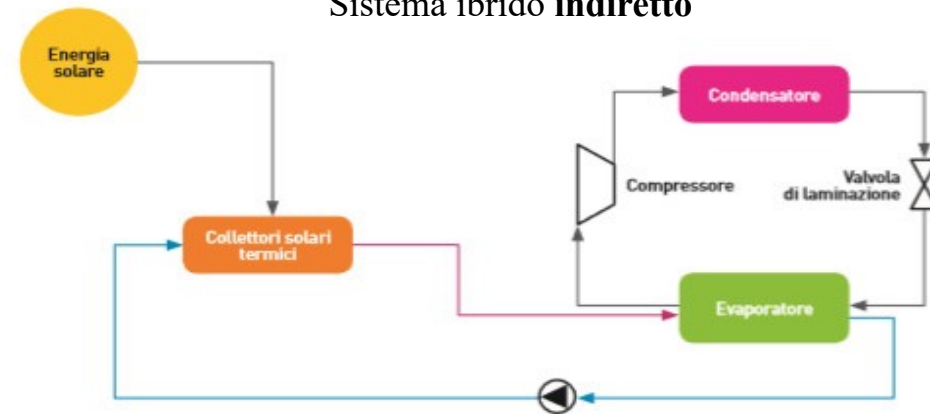 Sistema ibrido indiretto
Energia
solare
Condensatore
Compressore
Valvola
di laminazione
Collettori solari
termici
Evaporatore